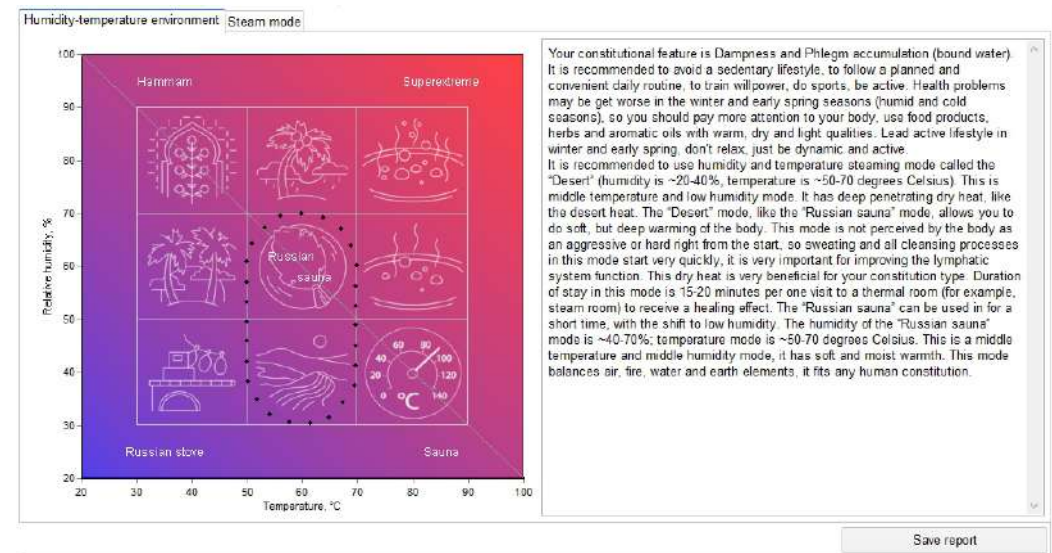 Humidity-temperature environment
Steam mode
100
90
80
70
60
50
40
30
20
Relative humidity, %
Hammam
Superextreme
Russian
sauna
60
80
40
100
20
120
0
°C
140
Russian stove
Sauna
20
30
40
50
60
70
80
90
100
Temperature, °C
Your constitutional feature is Dampness and Phlegm accumulation (bound water).
It is recommended to avoid a sedentary lifestyle, to follow a planned and
convenient daily routine, to train willpower, do sports, be active. Health problems
may be get worse in the winter and early spring seasons (humid and cold
seasons), so you should pay more attention to your body, use food products,
herbs and aromatic oils with warm, dry and light qualities. Lead active lifestyle in
winter and early spring, don't relax, just be dynamic and active.
It is recommended to use humidity and temperature steaming mode called the
"Desert" (humidity is ~20-40%, temperature is ~50-70 degrees Celsius). This is
middle temperature and low humidity mode. It has deep penetrating dry heat, like
the desert heat. The "Desert" mode, like the "Russian sauna" mode, allows you to
do soft, but deep warming of the body. This mode is not perceived by the body as
an aggressive or hard right from the start, so sweating and all cleansing processes
in this mode start very quickly, it is very important for improving the lymphatic
system function. This dry heat is very beneficial for your constitution type. Duration
of stay in this mode is 15-20 minutes per one visit to a thermal room (for example,
steam room) to receive a healing effect. The "Russian sauna" can be used in for a
short time, with the shift to low humidity. The humidity of the "Russian sauna"
mode is ~40-70%; temperature mode is ~50-70 degrees Celsius. This is a middle
temperature and middle humidity mode, it has soft and moist warmth. This mode
balances air, fire, water and earth elements, it fits any human constitution.
Save report